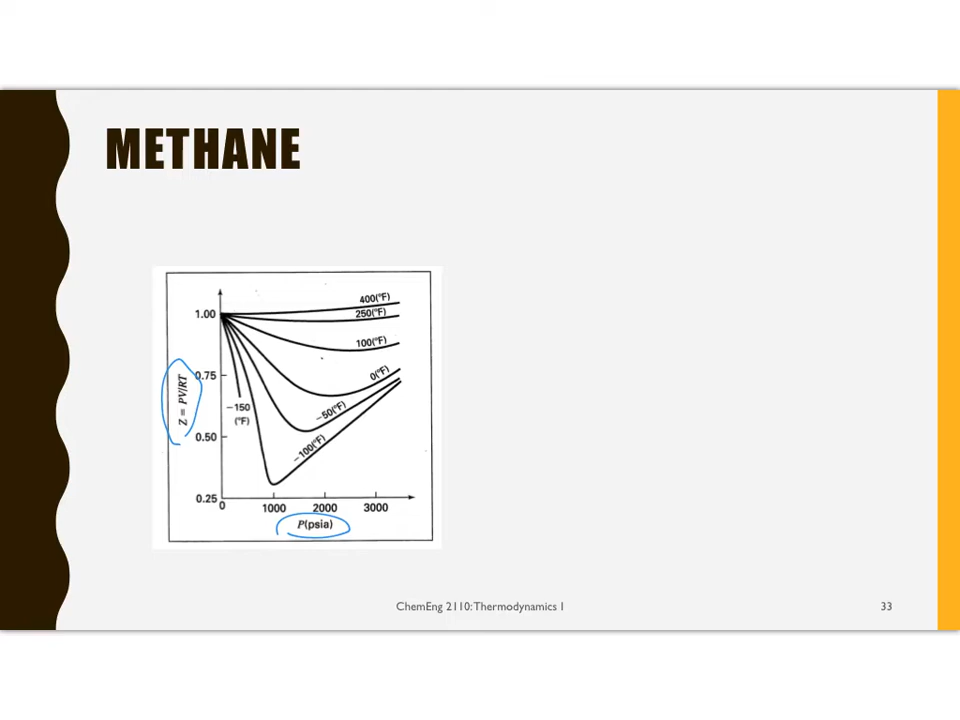 METHANE
400(°F)
1.00
250(°F)
100(°F)
0.75
0(°F)
Z = PV/RT
-150
(°F)
-50(°F)
0.50
-100(°F)
0.25
0
1000
2000
3000
P(psia)
ChemEng 2110: Thermodynamics I
33